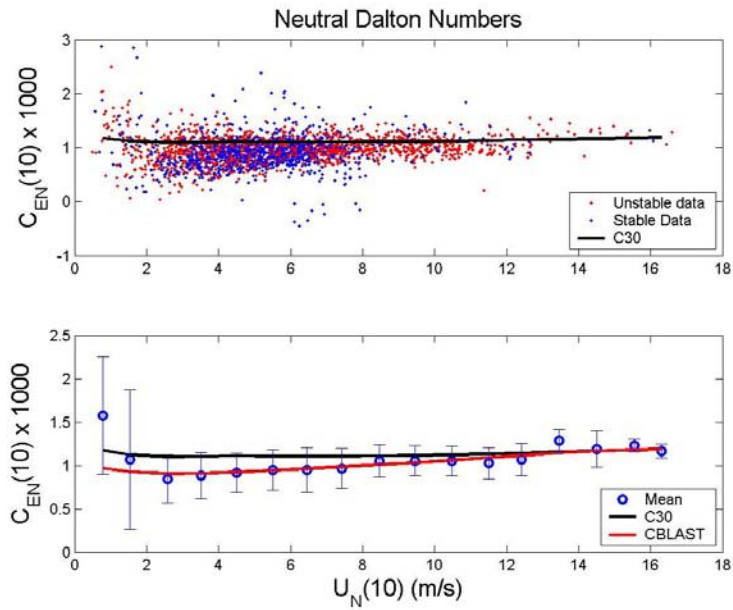 Neutral Dalton Numbers
C_EN(10) x 1000
3
2
1
0
-1
Unstable data
Stable Data
C30
0 2 4 6 8 10 12 14 16 18
C_EN(10) x 1000
2.5
2
1.5
1
0.5
0
Mean
C30
CBLAST
0 2 4 6 8 10 12 14 16 18
U_N(10) (m/s)